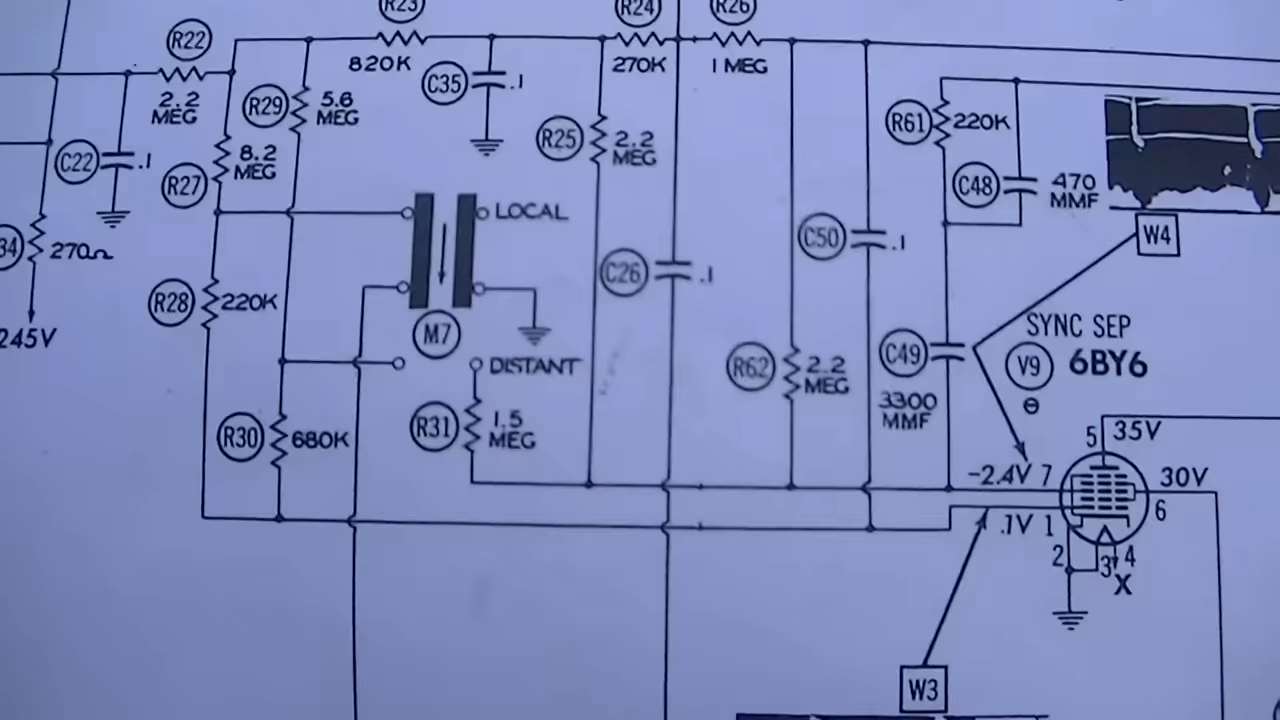 R23
R24
R26
R22
820K
C35
.1
270K
1 MEG
2.2
MEG
R29
5.6
MEG
R25
2.2
MEG
R61
220K
C22
.1
R27
8.2
MEG
C48
470
MMF
LOCAL
C50
.1
W4
34
270Ω
C26
.1
R28
220K
M7
SYNC SEP
245V
DISTANT
R62
2.2
MEG
C49
V9
6BY6
3300
MMF
Θ
R30
680K
R31
1.5
MEG
5
35V
-2.4V 7
30V
6
.1V 1
2
3
4
X
W3